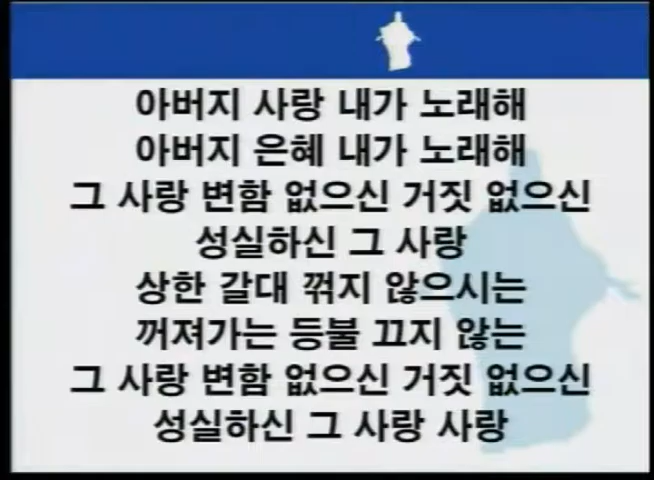 아버지 사랑 내가 노래해
아버지 은혜 내가 노래해
그 사랑 변함 없으신 거짓 없으신
성실하신 그 사랑
상한 갈대 꺾지 않으시는
꺼져가는 등불 끄지 않는
그 사랑 변함 없으신 거짓 없으신
성실하신 그 사랑 사랑